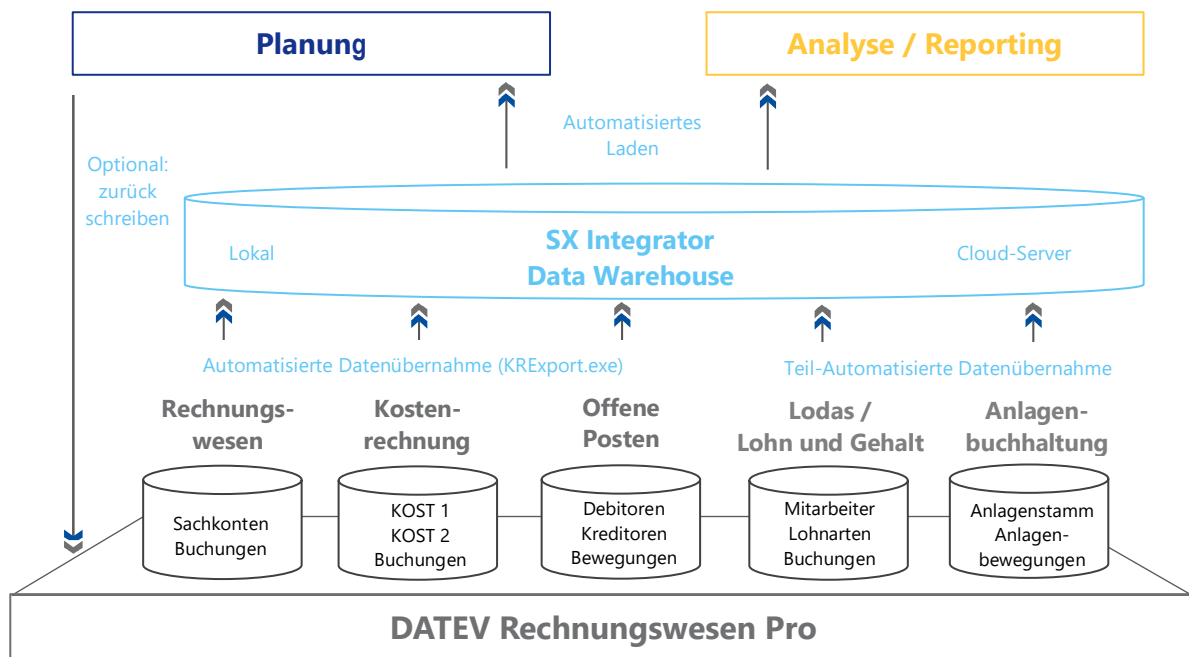 Planung
Analyse / Reporting
Automatisiertes
Laden
Optional:
zurück
schreiben
SX Integrator
Data Warehouse
Lokal
Cloud-Server
Automatisierte Datenübernahme (KRExport.exe)
Teil-Automatisierte Datenübernahme
Rechnungs-
wesen
Kosten-
rechnung
Offene
Posten
Lodas /
Lohn und Gehalt
Anlagen-
buchhaltung
Sachkonten
Buchungen
KOST 1
KOST 2
Buchungen
Debitoren
Kreditoren
Bewegungen
Mitarbeiter
Lohnarten
Buchungen
Anlagenstamm
Anlagen-
bewegungen
DATEV Rechnungswesen Pro